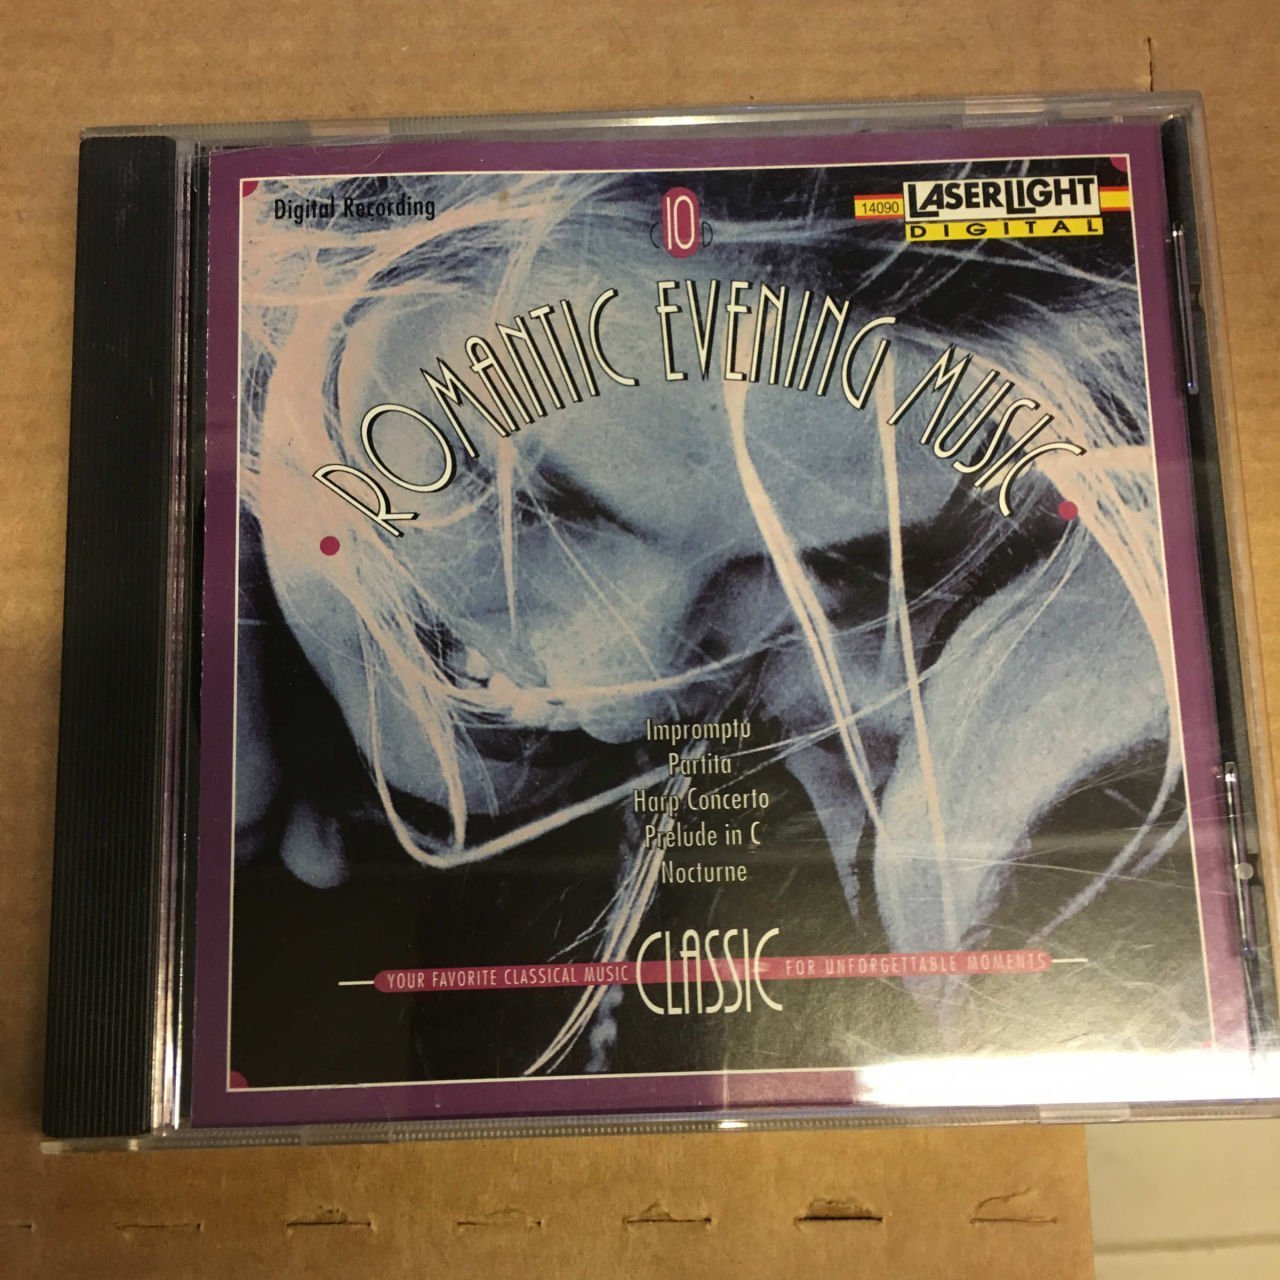 Digital Recording
CD 10
14090
LASERLIGHT
DIGITAL
ROMANTIC EVENING MUSIC
Impromptu
Partita
Harp Concerto
Prelude in C
Nocturne
YOUR FAVORITE CLASSICAL MUSIC CLASSIC FOR UNFORGETTABLE MOMENTS